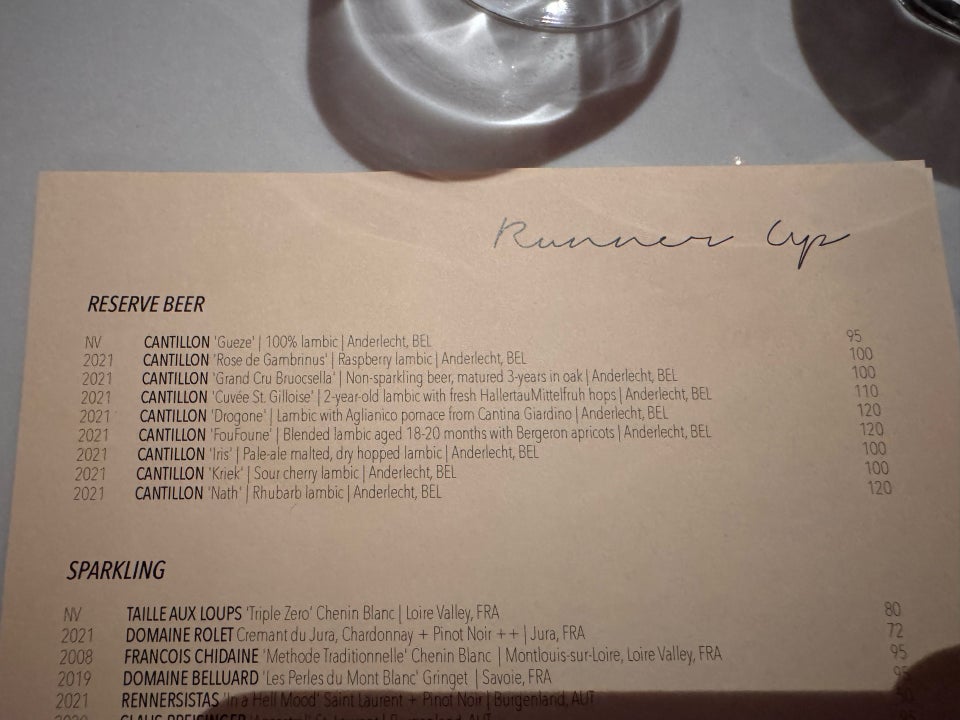 Runner Up
RESERVE BEER
NV CANTILLON 'Gueze' | 100% lambic | Anderlecht, BEL 95
2021 CANTILLON 'Rose de Gambrinus' | Raspberry lambic | Anderlecht, BEL 100
2021 CANTILLON 'Grand Cru Bruocsella' | Non-sparkling beer, matured 3-years in oak | Anderlecht, BEL 100
2021 CANTILLON 'Cuvée St. Gilloise' | 2-year-old lambic with fresh HallertauMittelfruh hops | Anderlecht, BEL 110
2021 CANTILLON 'Drogone' | Lambic with Aglianico pomace from Cantina Giardino | Anderlecht, BEL 120
2021 CANTILLON 'FouFoune' | Blended lambic aged 18-20 months with Bergeron apricots | Anderlecht, BEL 120
2021 CANTILLON 'Iris' | Pale-ale malted, dry hopped lambic | Anderlecht, BEL 100
2021 CANTILLON 'Kriek' | Sour cherry lambic | Anderlecht, BEL 100
2021 CANTILLON 'Nath' | Rhubarb lambic | Anderlecht, BEL 120
SPARKLING
NV TAILLE AUX LOUPS 'Triple Zero' Chenin Blanc | Loire Valley, FRA 80
2021 DOMAINE ROLET Cremant du Jura, Chardonnay + Pinot Noir ++ | Jura, FRA 72
2008 FRANCOIS CHIDAINE 'Methode Traditionnelle' Chenin Blanc | Montlouis-sur-Loire, Loire Valley, FRA 95
2019 DOMAINE BELLUARD 'Les Perles du Mont Blanc' Gringet | Savoie, FRA 95
2021 RENNERSISTAS 'In a Hell Mood' Saint Laurent + Pinot Noir | Burgenland, AUT